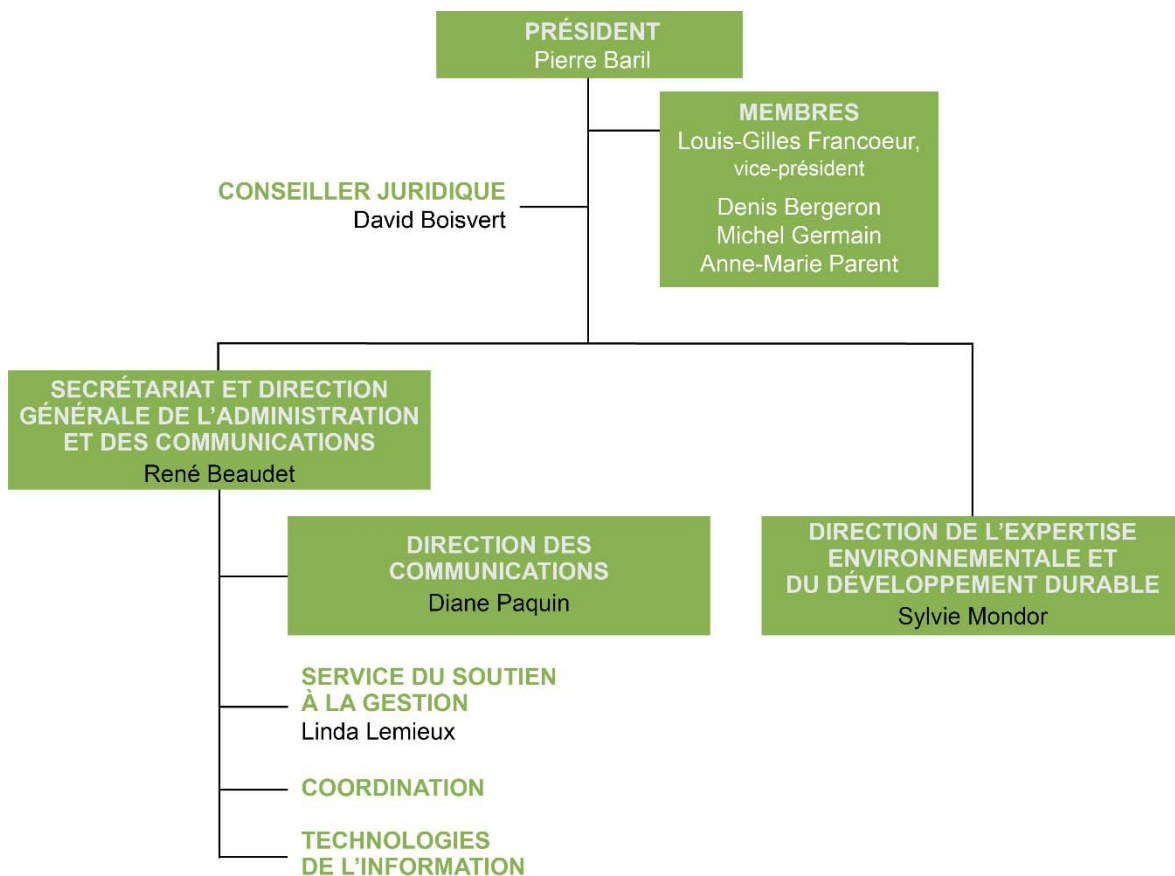 PRÉSIDENT
Pierre Baril
MEMBRES
Louis-Gilles Francoeur,
vice-président
Denis Bergeron
Michel Germain
Anne-Marie Parent
CONSEILLER JURIDIQUE
David Boisvert
SECRÉTARIAT ET DIRECTION
GÉNÉRALE DE L’ADMINISTRATION
ET DES COMMUNICATIONS
René Beaudet
DIRECTION DES
COMMUNICATIONS
Diane Paquin
DIRECTION DE L’EXPERTISE
ENVIRONNEMENTALE ET
DU DÉVELOPPEMENT DURABLE
Sylvie Mondor
SERVICE DU SOUTIEN
À LA GESTION
Linda Lemieux
COORDINATION
TECHNOLOGIES
DE L’INFORMATION